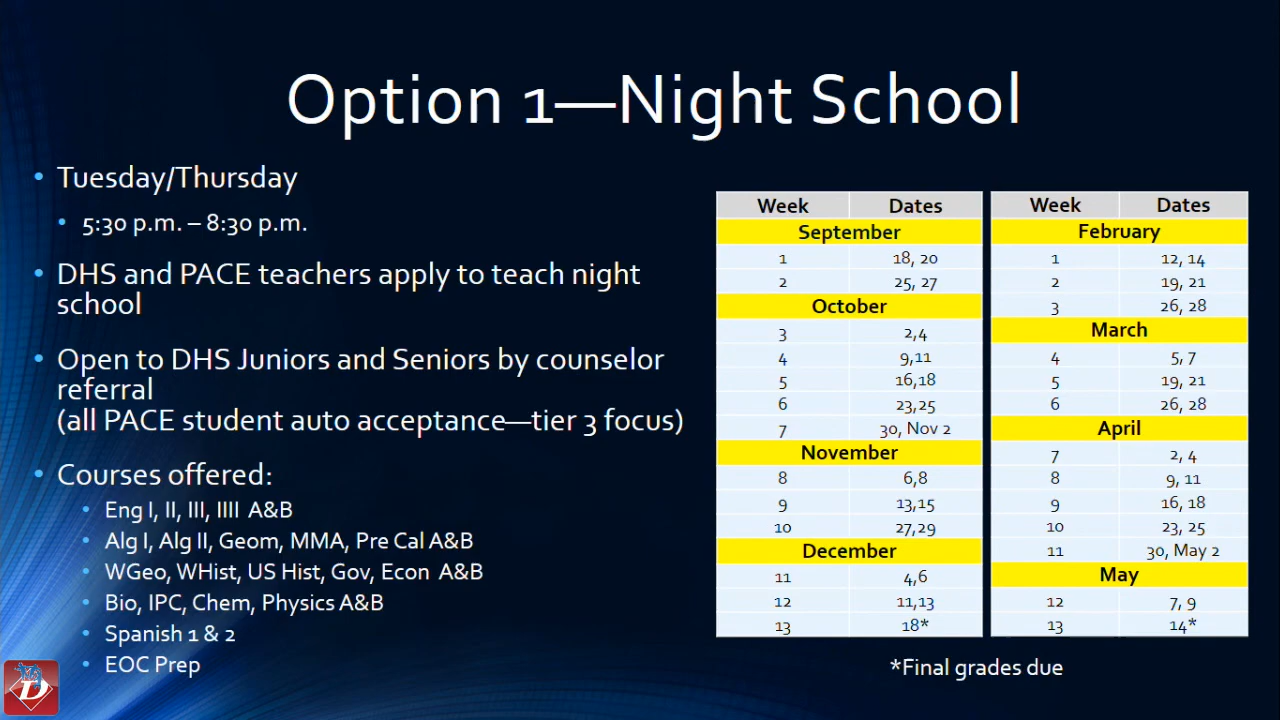 Option 1—Night School
• Tuesday/Thursday
• 5:30 p.m. – 8:30 p.m.
• DHS and PACE teachers apply to teach night
school
• Open to DHS Juniors and Seniors by counselor
referral
(all PACE student auto acceptance—tier 3 focus)
• Courses offered:
• Eng I, II, III, IIII A&B
• Alg I, Alg II, Geom, MMA, Pre Cal A&B
• WGeo, WHist, US Hist, Gov, Econ A&B
• Bio, IPC, Chem, Physics A&B
• Spanish 1 & 2
• EOC Prep
Week Dates
September
1 18, 20
2 25, 27
October
3 2,4
4 9,11
5 16,18
6 23,25
7 30, Nov 2
November
8 6,8
9 13,15
10 27,29
December
11 4,6
12 11,13
13 18*
Week Dates
February
1 12, 14
2 19, 21
3 26, 28
March
4 5, 7
5 19, 21
6 26, 28
April
7 2, 4
8 9, 11
9 16, 18
10 23, 25
11 30, May 2
May
12 7, 9
13 14*
*Final grades due
My
D